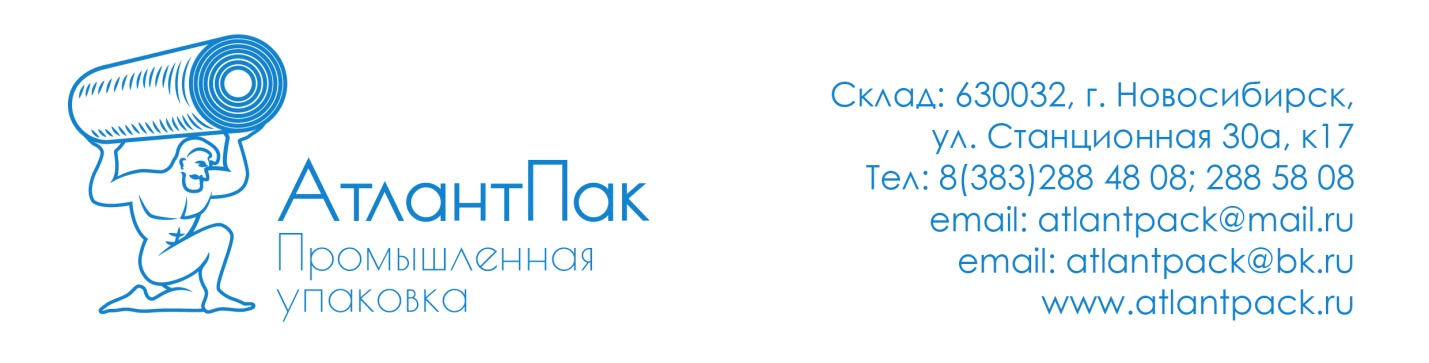 АтлантПак
Промышленная
упаковка
Склад: 630032, г. Новосибирск,
ул. Станционная 30а, к17
Тел: 8(383)288 48 08; 288 58 08
email: atlantpack@mail.ru
email: atlantpack@bk.ru
www.atlantpack.ru